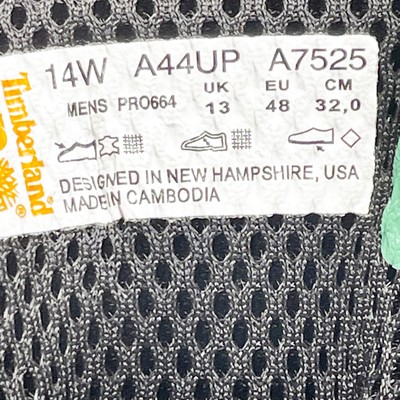 Timberland
14W A44UP A7525
UK EU CM
MENS PRO664 13 48 32,0
DESIGNED IN NEW HAMPSHIRE, USA
MADE IN CAMBODIA